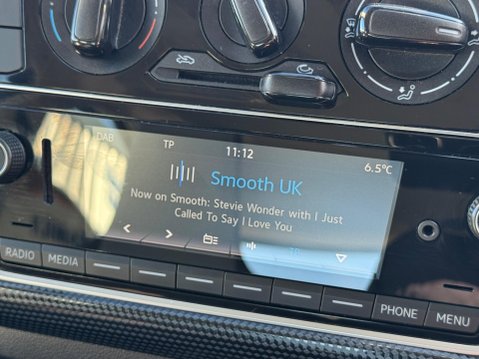 DAB
TP
11:12
6.5°C
Smooth UK
Now on Smooth: Stevie Wonder with I Just
Called To Say I Love You
RADIO
MEDIA
PHONE
MENU